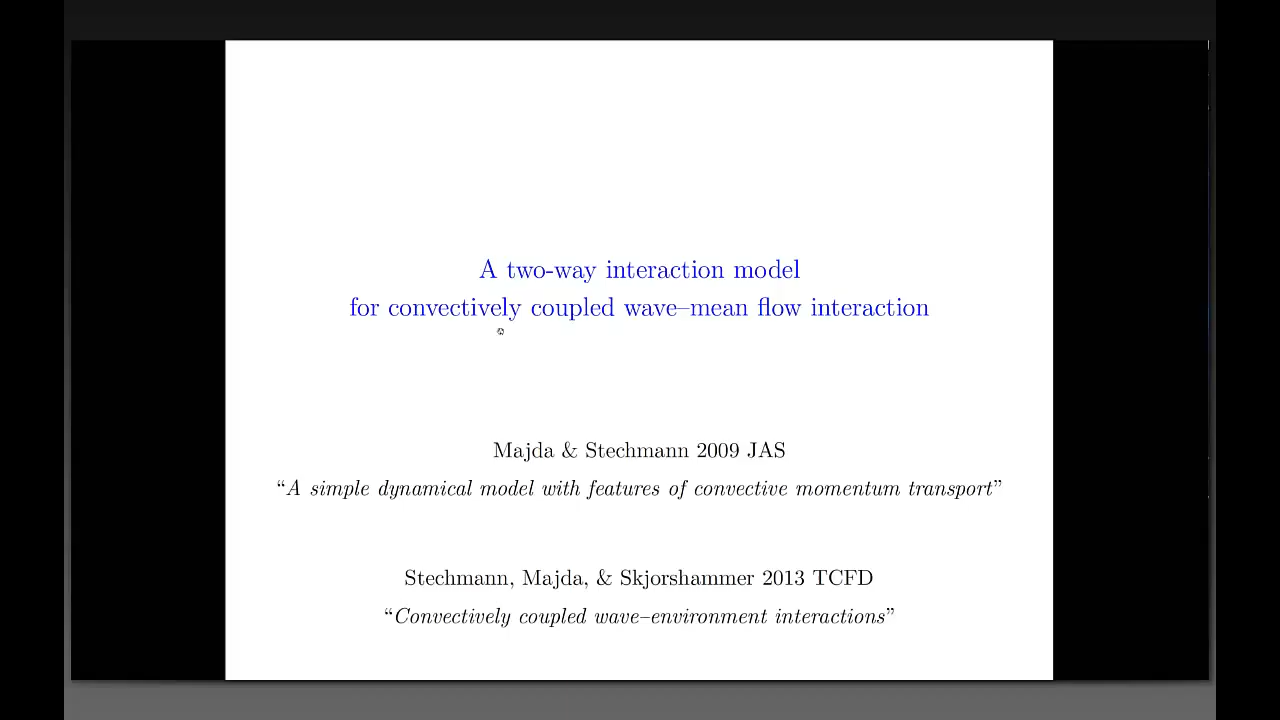 A two-way interaction model
for convectively coupled wave–mean flow interaction
Majda & Stechmann 2009 JAS
“A simple dynamical model with features of convective momentum transport”
Stechmann, Majda, & Skjorshammer 2013 TCFD
“Convectively coupled wave–environment interactions”